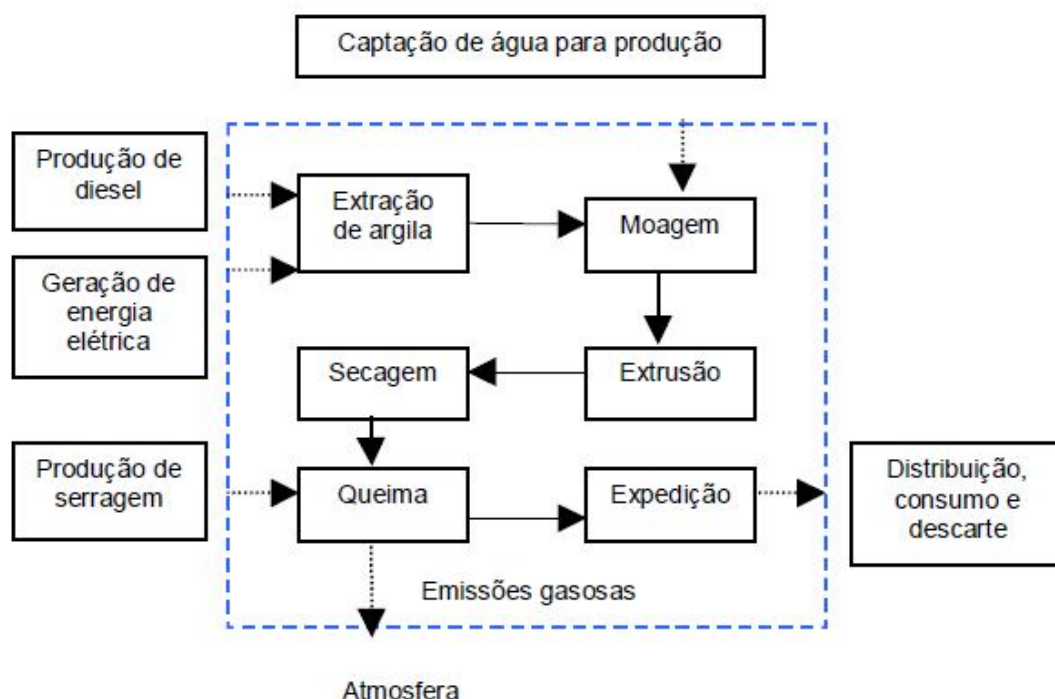 Captação de água para produção
Produção de
diesel
Extração
de argila
Moagem
Geração de
energia
elétrica
Secagem
Extrusão
Produção de
serragem
Queima
Expedição
Distribuição,
consumo e
descarte
Emissões gasosas
Atmosfera